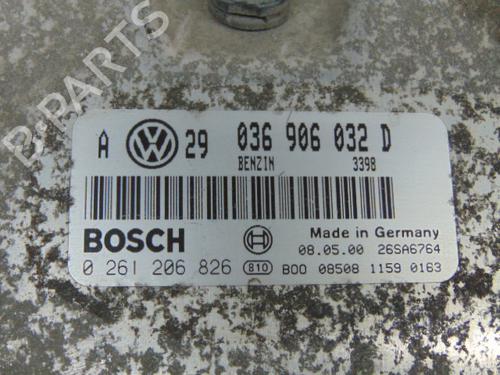 A VW 29 036 906 032 D
BENZIN 3398
BOSCH Made in Germany
08.05.00 26SA6764
0 261 206 826 810 B00 08508 1159 0163
B-PARTS